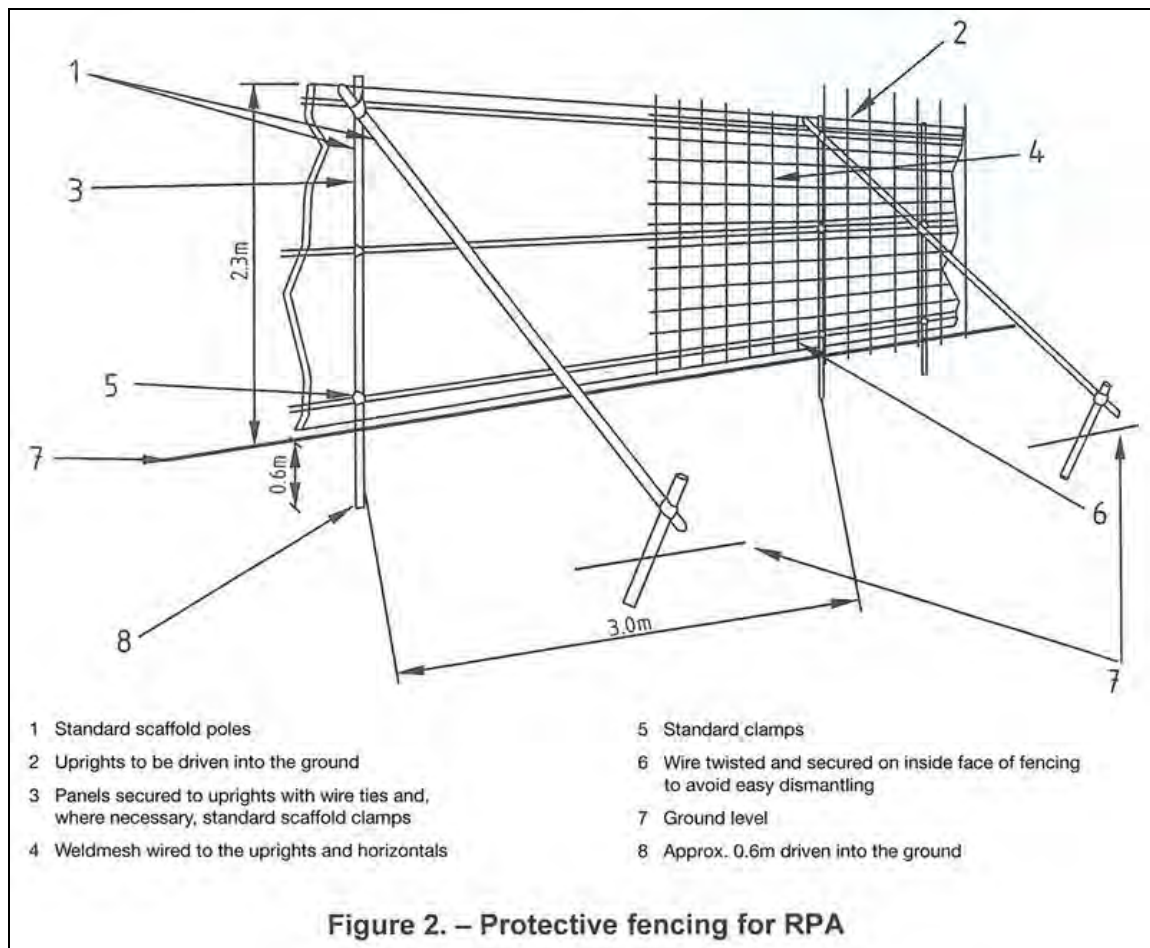 2
1
4
3
2.3m
5
7
0.6m
6
8
3.0m
7
1 Standard scaffold poles
2 Uprights to be driven into the ground
3 Panels secured to uprights with wire ties and,
where necessary, standard scaffold clamps
4 Weldmesh wired to the uprights and horizontals
5 Standard clamps
6 Wire twisted and secured on inside face of fencing
to avoid easy dismantling
7 Ground level
8 Approx. 0.6m driven into the ground
Figure 2. – Protective fencing for RPA